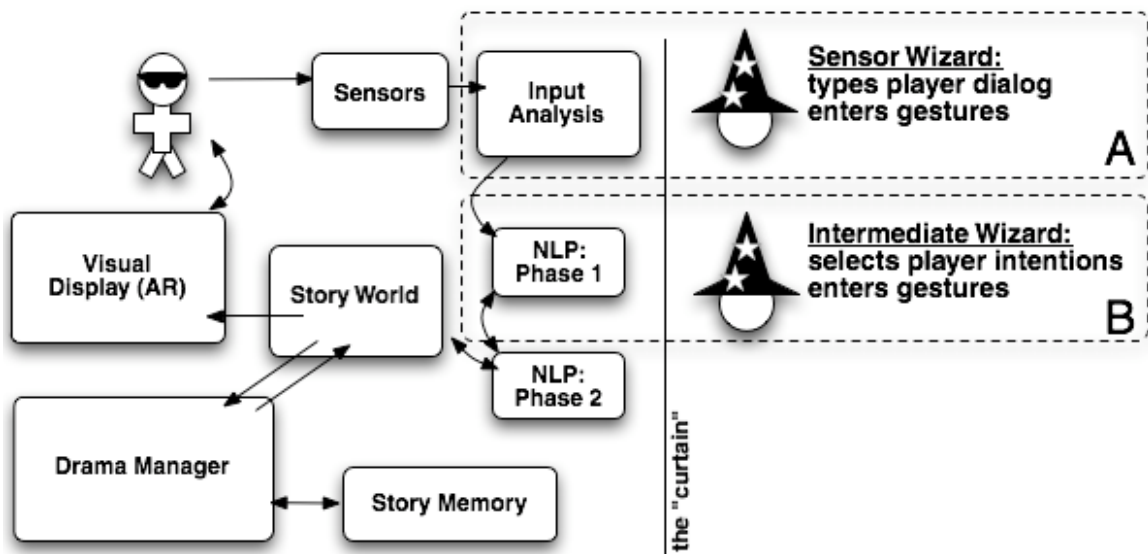 Sensors
Input
Analysis
Sensor Wizard:
types player dialog
enters gestures
A
Visual
Display (AR)
Story World
NLP:
Phase 1
Intermediate Wizard:
selects player intentions
enters gestures
B
NLP:
Phase 2
Drama Manager
Story Memory
the "curtain"